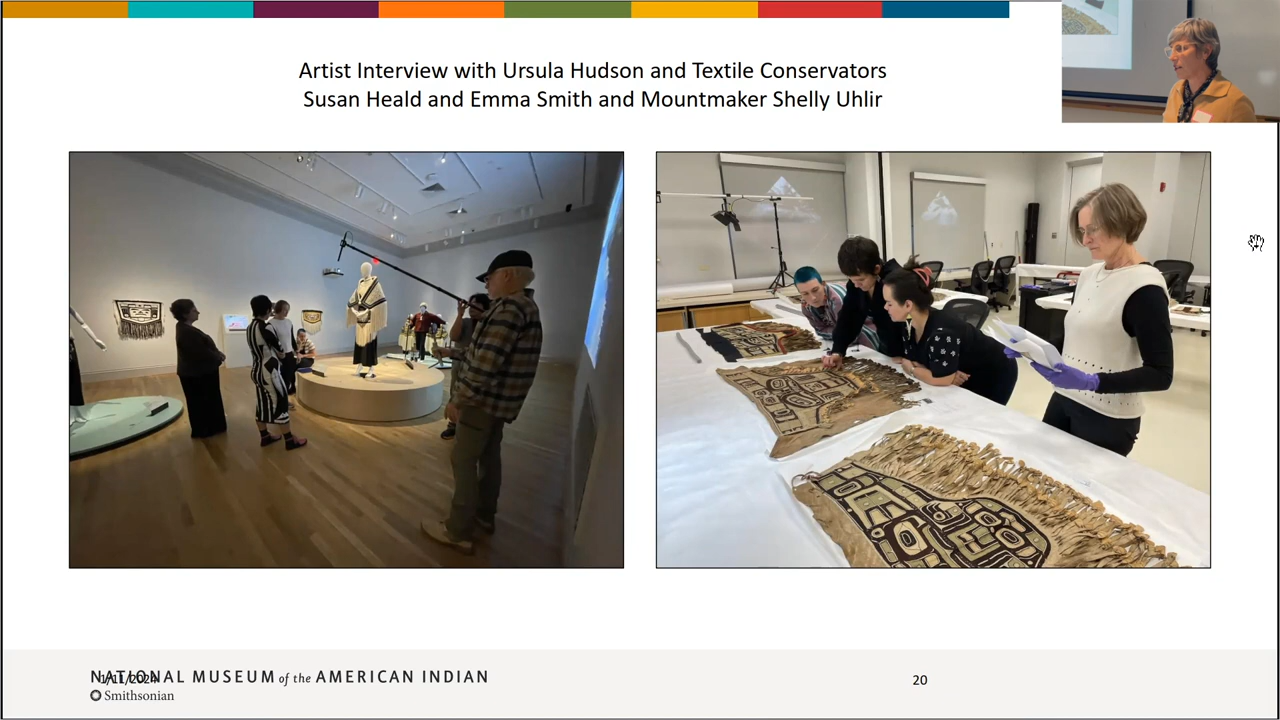 Artist Interview with Ursula Hudson and Textile Conservators
Susan Heald and Emma Smith and Mountmaker Shelly Uhlir
NATIONAL MUSEUM of the AMERICAN INDIAN
Smithsonian
20